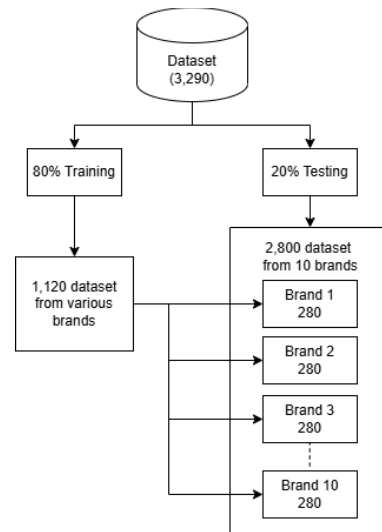 Dataset
(3,290)
80% Training
20% Testing
1,120 dataset
from various
brands
2,800 dataset
from 10 brands
Brand 1
280
Brand 2
280
Brand 3
280
Brand 10
280